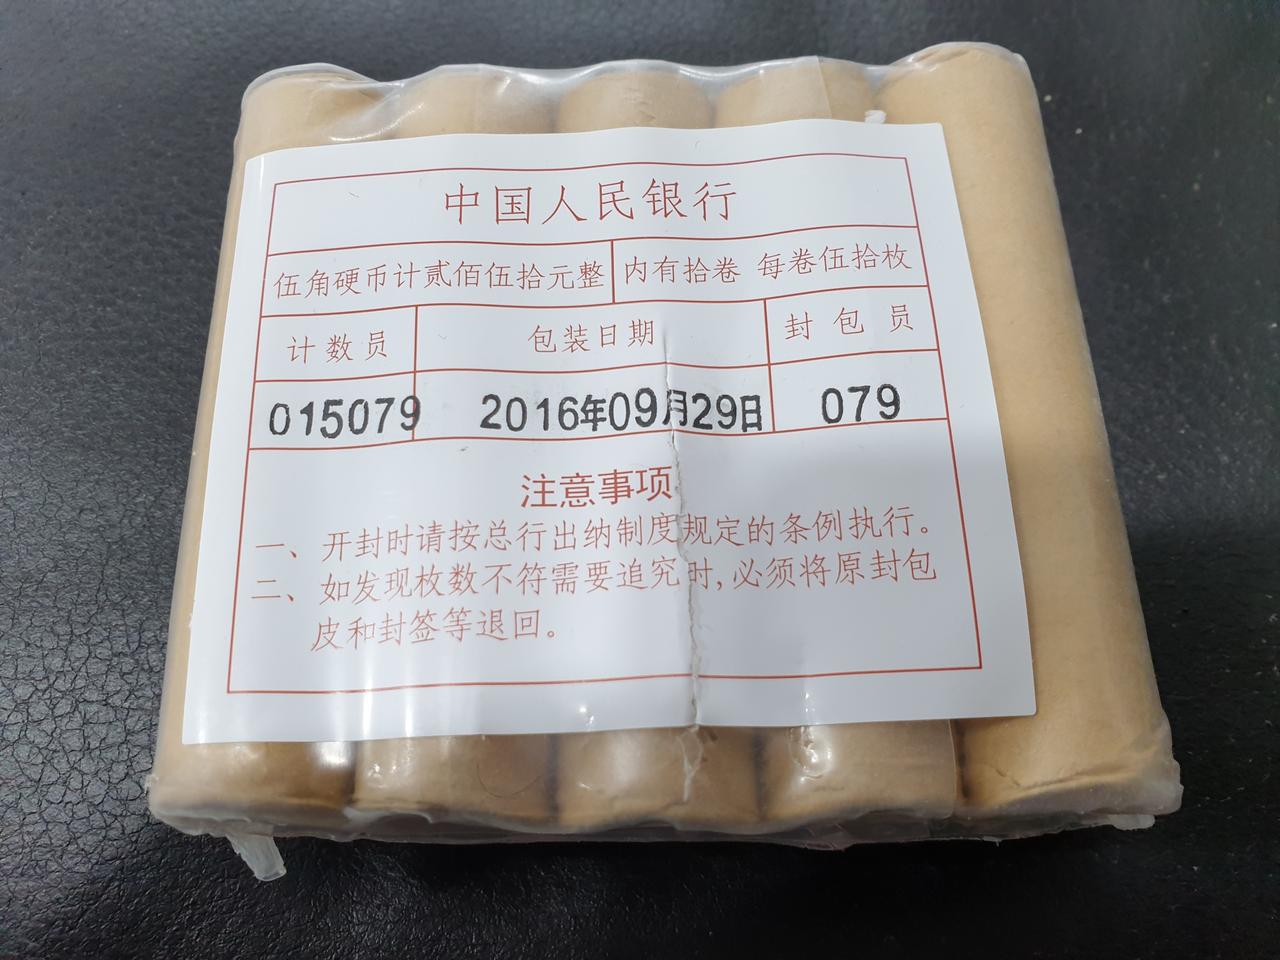 中国人民银行
伍角硬币计贰佰伍拾元整 内有拾卷 每卷伍拾枚
计数员 包装日期 封包员
015079 2016年09月29日 079
注意事项
一、开封时请按总行出纳制度规定的条例执行。
二、如发现枚数不符需要追究时,必须将原封包
皮和封签等退回。